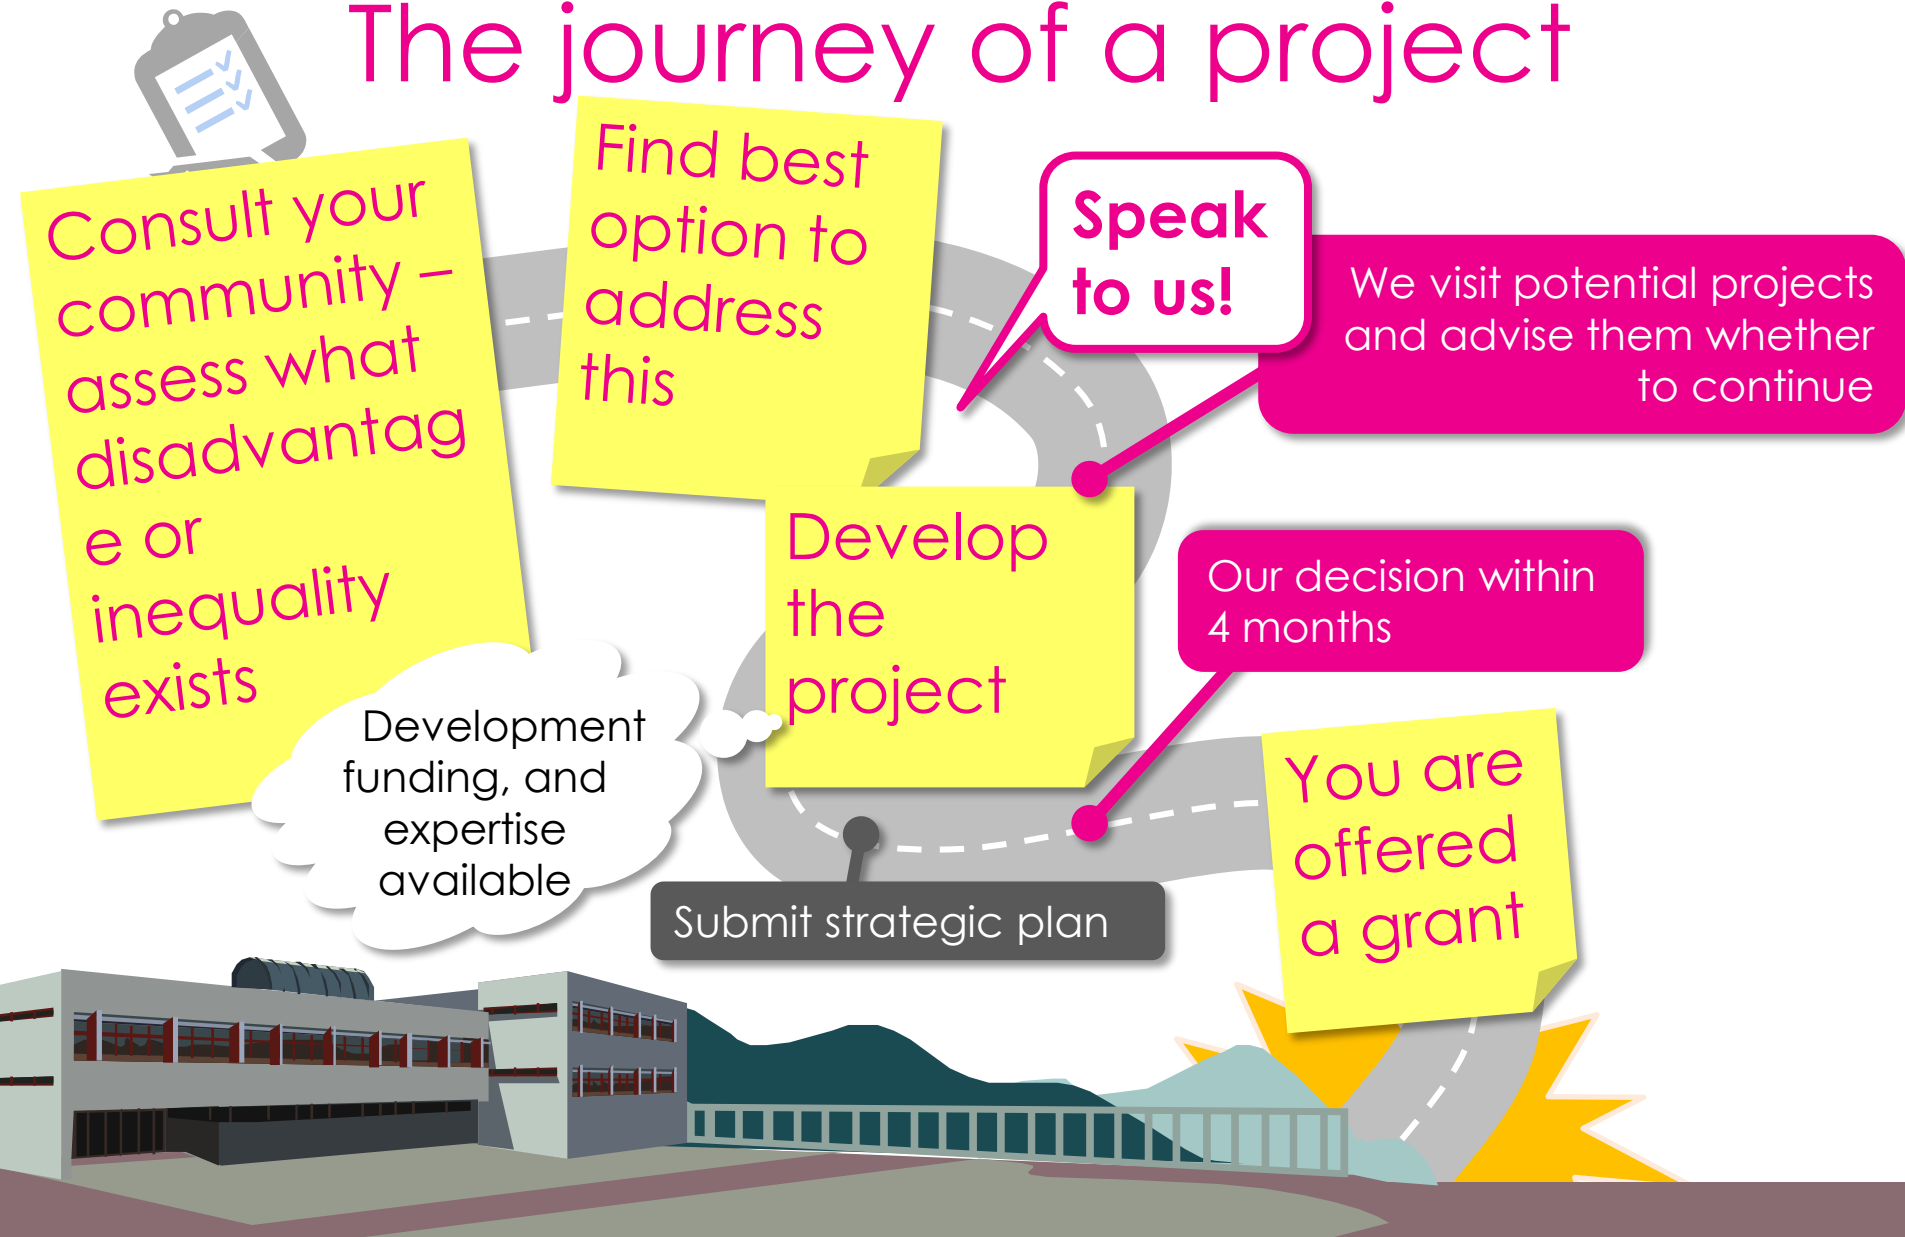 The journey of a project
Consult your
community –
assess what
disadvantag
e or
inequality
exists
Find best
option to
address
this
Speak
to us!
We visit potential projects
and advise them whether
to continue
Develop
the
project
Development
funding, and
expertise
available
Submit strategic plan
Our decision within
4 months
You are
offered
a grant